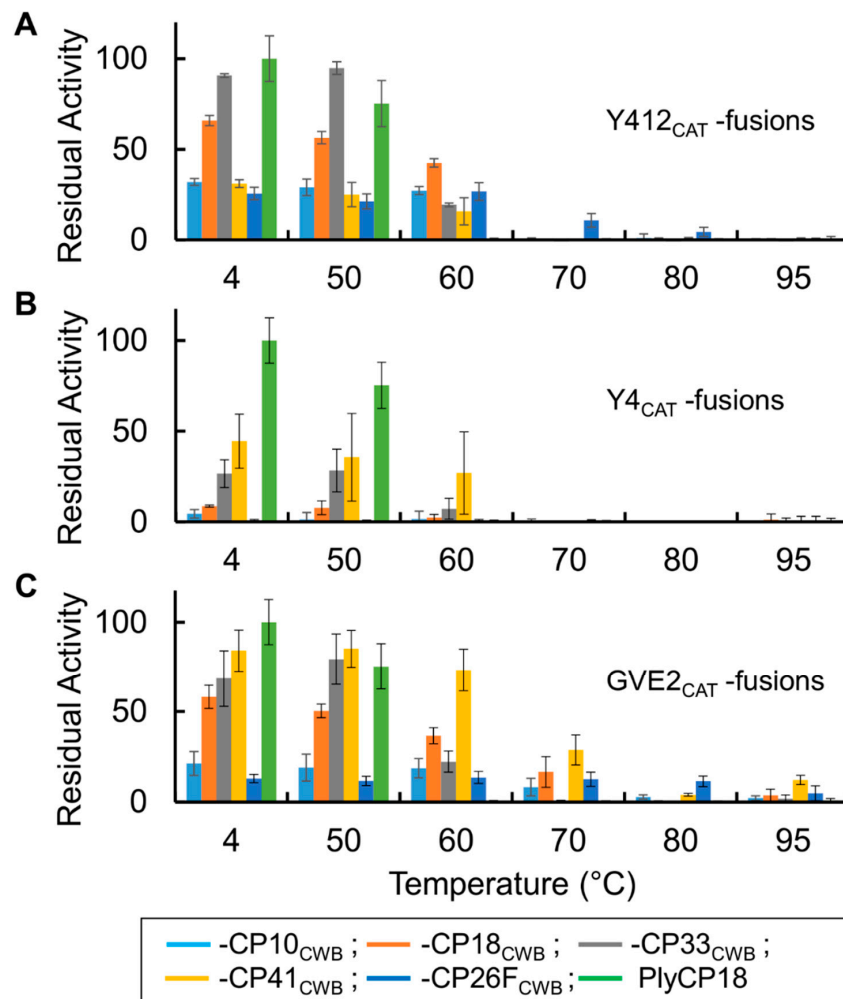 A
Residual Activity
100
50
0
Y412CAT -fusions
4 50 60 70 80 95
B
Residual Activity
100
50
0
Y4CAT -fusions
4 50 60 70 80 95
C
Residual Activity
100
50
0
GVE2CAT -fusions
4 50 60 70 80 95
Temperature (°C)
-CP10CWB ; -CP18CWB ; -CP33CWB ;
-CP41CWB ; -CP26FCWB ; PlyCP18